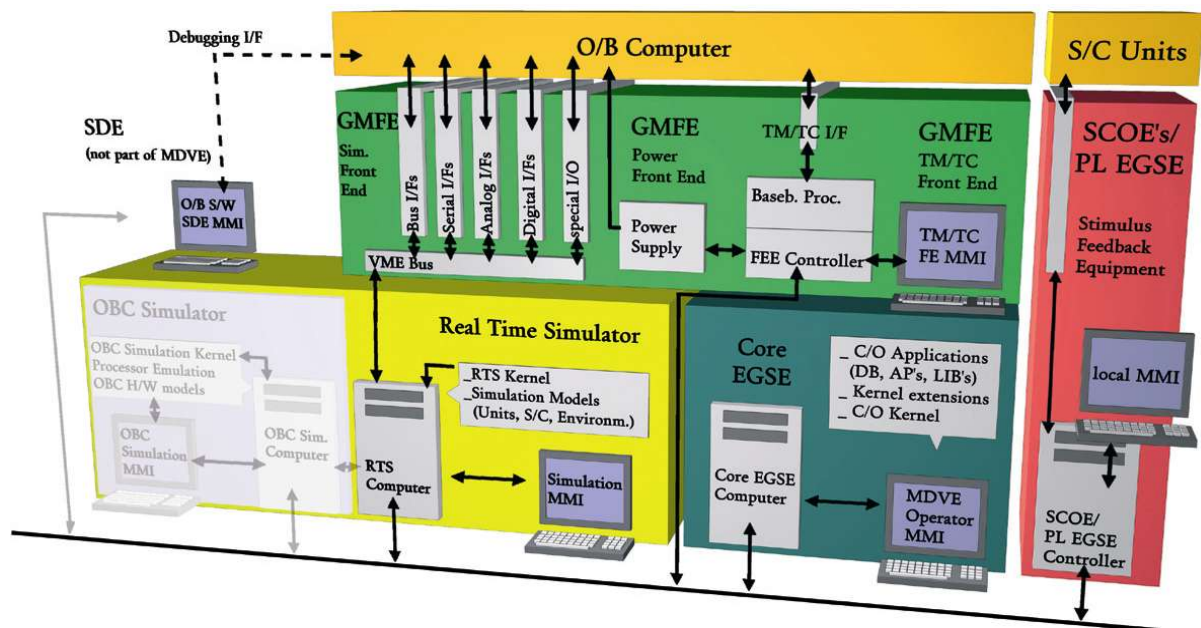 Debugging I/F
O/B Computer
S/C Units
SDE
(not part of MDVE)
O/B S/W
SDE MMI
GMFE
Sim.
Front
End
Bus I/Fs
Serial I/Fs
Analog I/Fs
Digital I/Fs
special I/O
VME Bus
GMFE
Power
Front End
Power
Supply
TM/TC I/F
Baseb. Proc.
FEE Controller
GMFE
TM/TC
Front End
TM/TC
FE MMI
SCOE's/
PL EGSE
Stimulus
Feedback
Equipment
local MMI
SCOE/
PL EGSE
Controller
OBC Simulator
OBC Simulation Kernel
Processor Emulation
OBC H/W models
OBC
Simulation
MMI
OBC Sim.
Computer
Real Time Simulator
_RTS Kernel
_Simulation Models
(Units, S/C, Environm.)
RTS
Computer
Simulation
MMI
Core
EGSE
_ C/O Applications
(DB, AP's, LIB's)
_ Kernel extensions
_ C/O Kernel
Core EGSE
Computer
MDVE
Operator
MMI